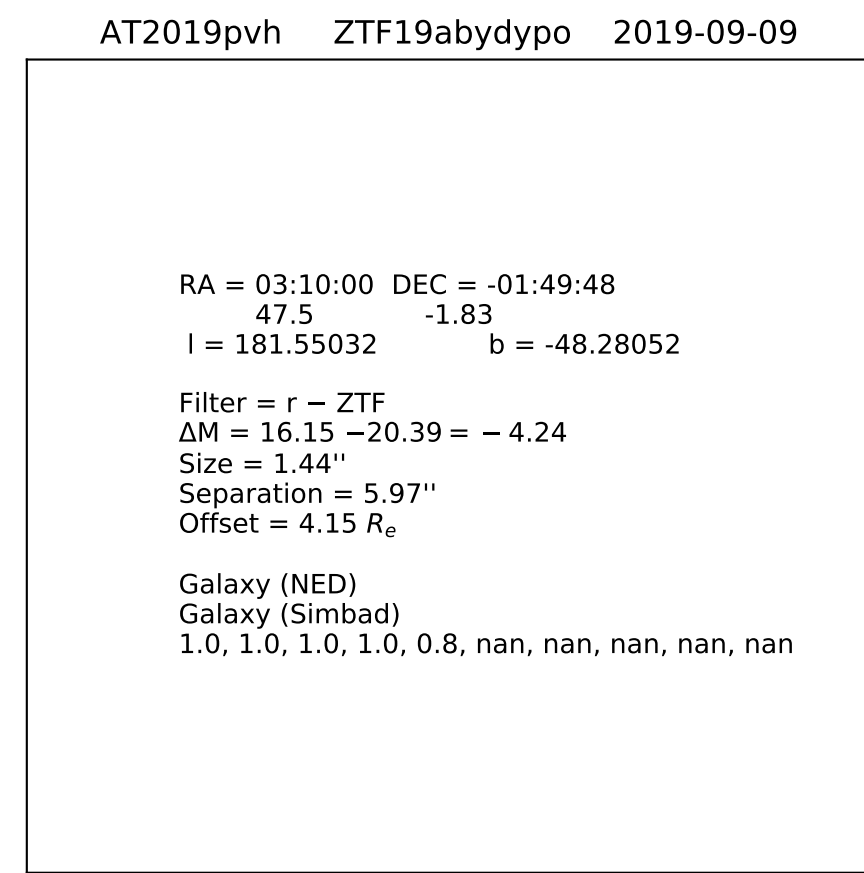 AT2019pvh ZTF19abydypo 2019-09-09
RA = 03:10:00 DEC = -01:49:48
47.5 -1.83
l = 181.55032 b = -48.28052
Filter = r − ZTF
ΔM = 16.15 −20.39 = − 4.24
Size = 1.44''
Separation = 5.97''
Offset = 4.15 Re
Galaxy (NED)
Galaxy (Simbad)
1.0, 1.0, 1.0, 1.0, 0.8, nan, nan, nan, nan, nan